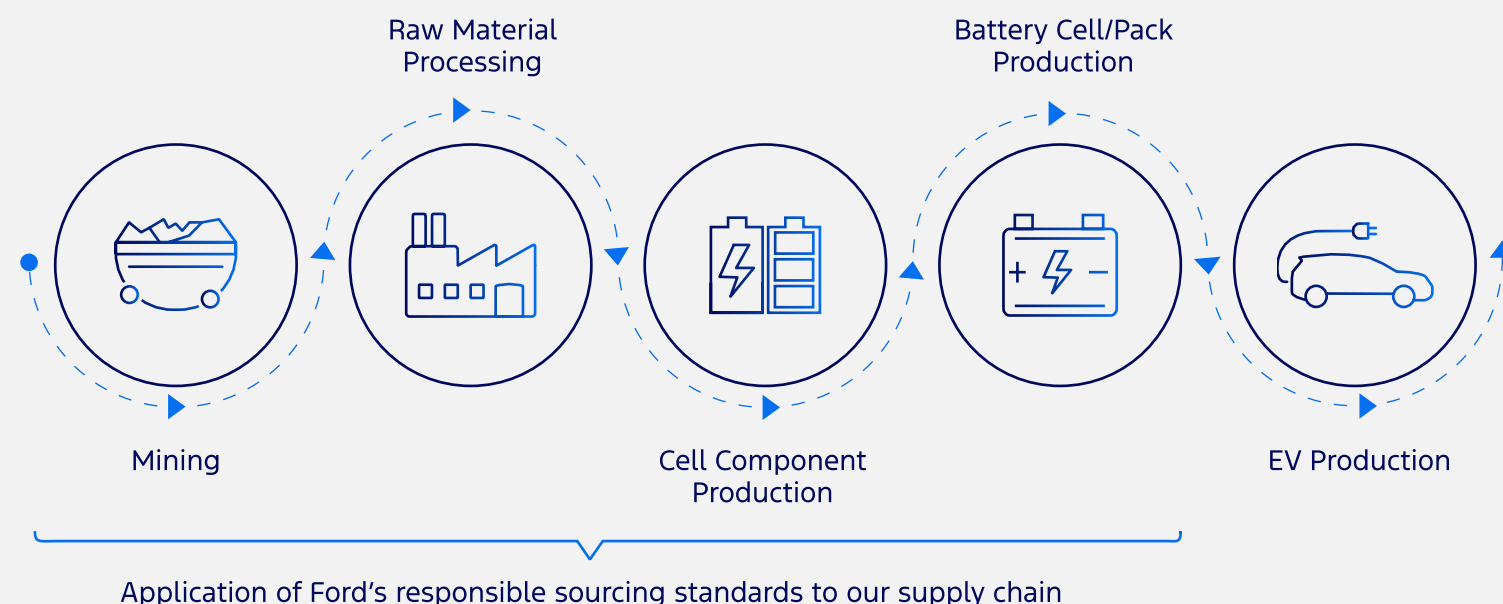 Raw Material
Processing
Battery Cell/Pack
Production
Mining
Cell Component
Production
EV Production
Application of Ford’s responsible sourcing standards to our supply chain